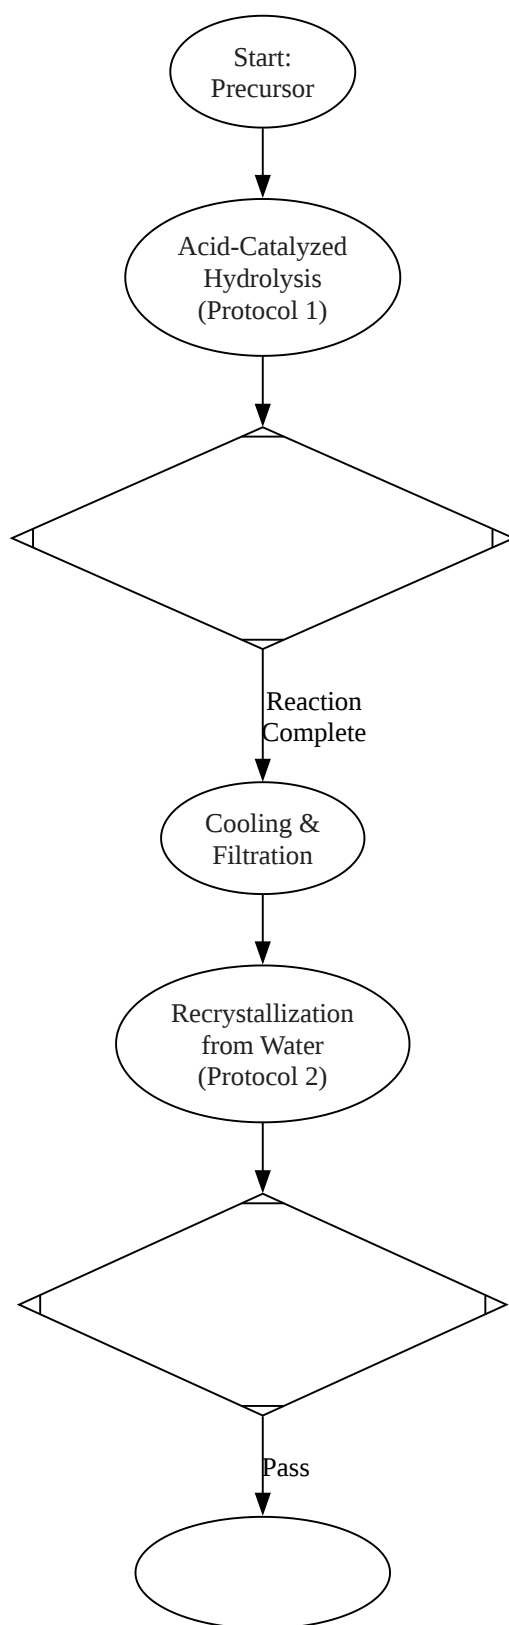 Start:
Precursor
Acid-Catalyzed
Hydrolysis
(Protocol 1)
Reaction
Complete
Cooling &
Filtration
Recrystallization
from Water
(Protocol 2)
Pass